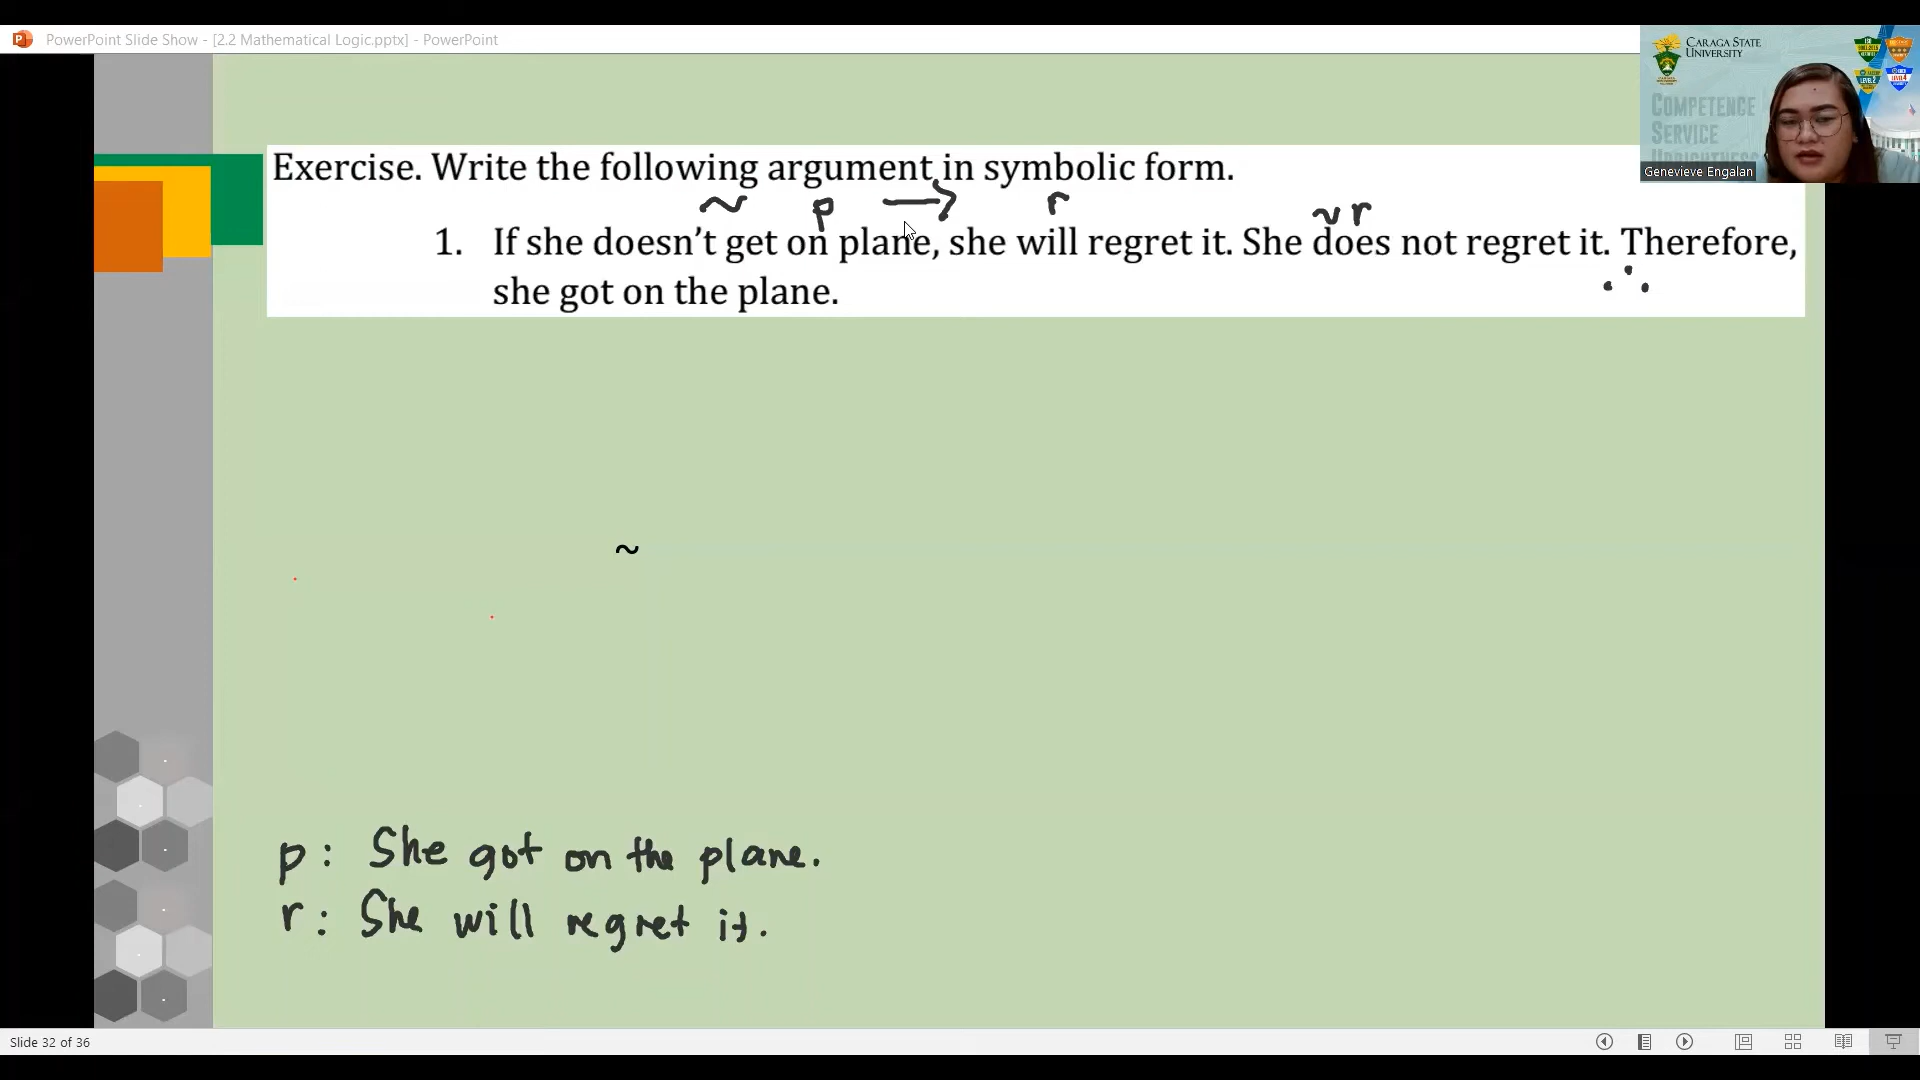 PowerPoint Slide Show - [2.2 Mathematical Logic.pptx] - PowerPoint
CARAGA STATE
UNIVERSITY
COMPETENCE
SERVICE
UPRIGHTNESS
Genevieve Engalan
Exercise. Write the following argument in symbolic form.
~ p → r ~r
1. If she doesn't get on plane, she will regret it. She does not regret it. Therefore,
∴
she got on the plane.
~
p: She got on the plane.
r: She will regret it.
Slide 32 of 36